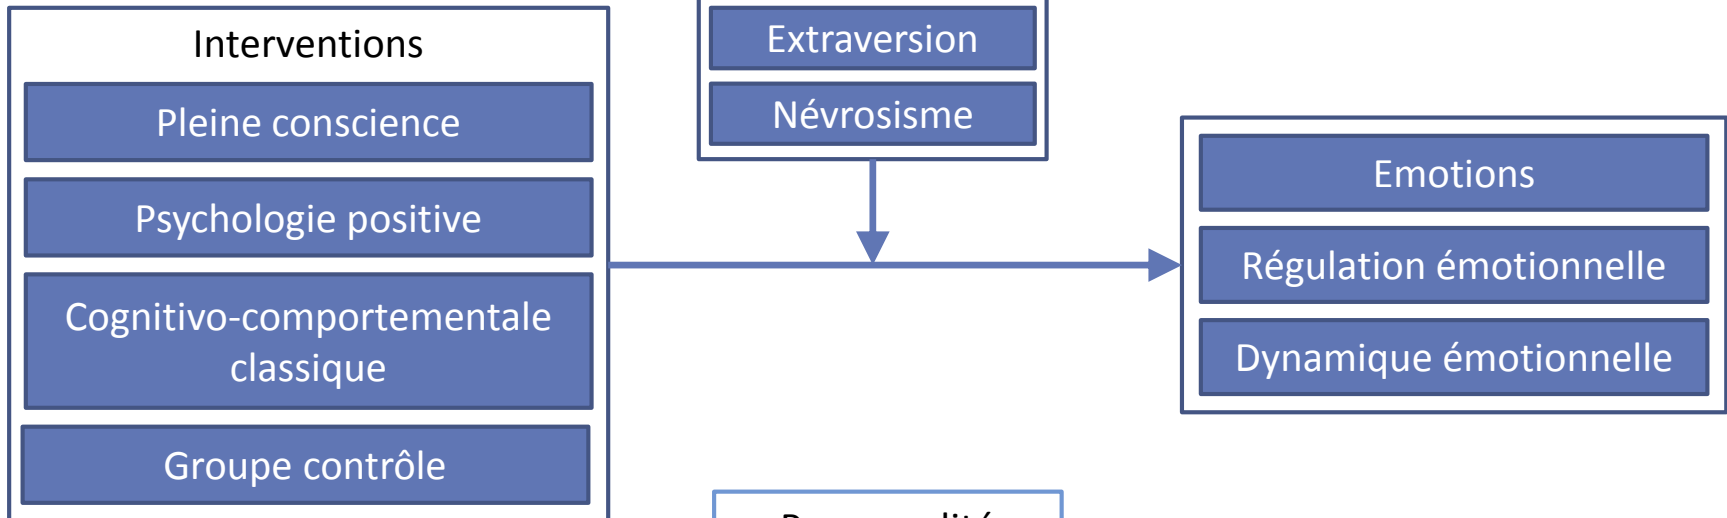 Interventions
Pleine conscience
Psychologie positive
Cognitivo-comportementale
classique
Groupe contrôle
Extraversion
Névrosisme
Emotions
Régulation émotionnelle
Dynamique émotionnelle